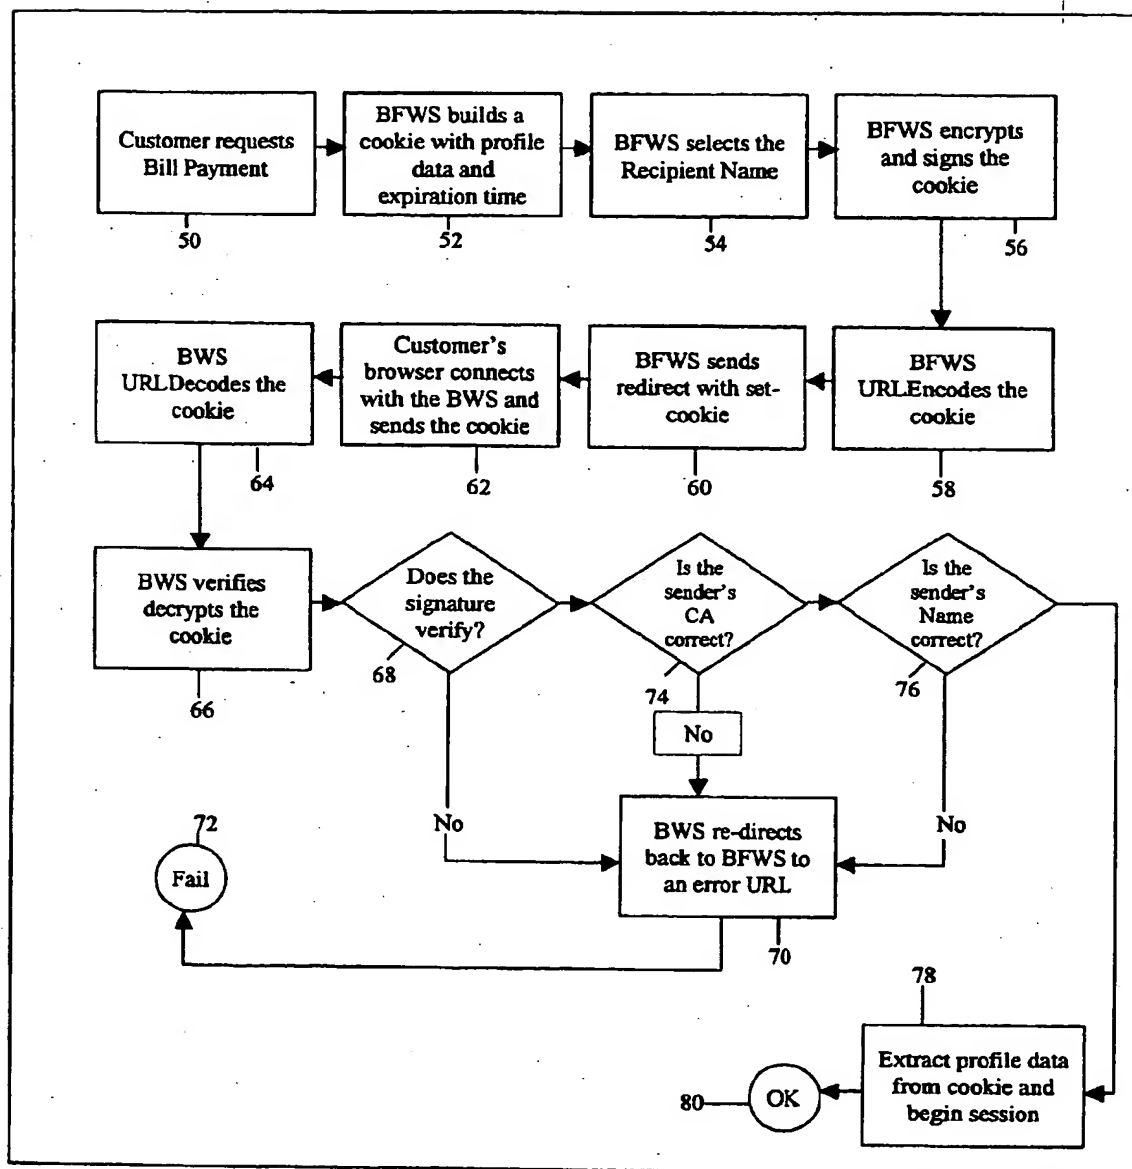 Customer requests
Bill Payment
50
BFWS builds a
cookie with profile
data and
expiration time
52
BFWS selects the
Recipient Name
54
BFWS encrypts
and signs the
cookie
56
BWS
URLDecodes the
cookie
64
Customer's
browser connects
with the BWS and
sends the cookie
62
BFWS sends
redirect with set-
cookie
60
BFWS
URLEncodes the
cookie
58
BWS verifies
decrypts the
cookie
66
Does the
signature
verify?
68
Is the
sender's
CA
correct?
74
Is the
sender's
Name
correct?
76
No
No
No
72
Fail
BWS re-directs
back to BFWS to
an error URL
70
78
Extract profile data
from cookie and
begin session
80
OK